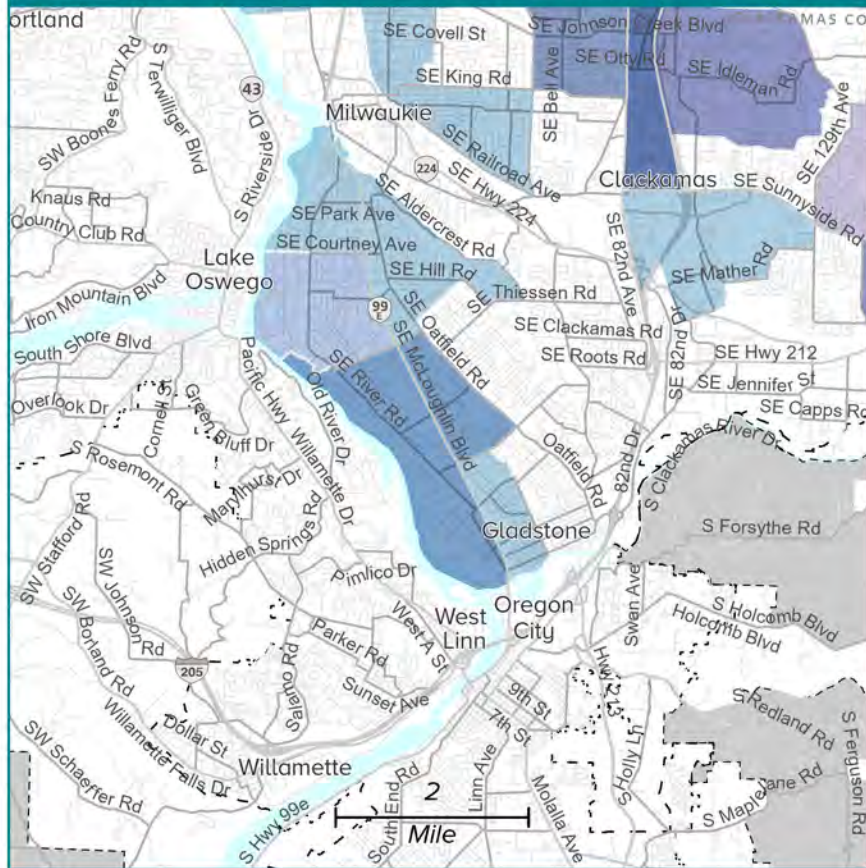 ortland
KAMAS CO
SE Covell St
SE Johnson Creek Blvd
SE King Rd
SE Bell Ave
SE Otty Rd
SE Idleman Rd
SE 129th Ave
S Terwilliger Blvd
SW Boones Ferry Rd
43
S Riverside Dr
Milwaukie
SE Railroad Ave
224
SE Hwy 224
Clackamas
SE Sunnyside Rd
Knaus Rd
Country Club Rd
SE Park Ave
SE Aldercrest Rd
SE Courtney Ave
SE Hill Rd
SE 82nd Ave
SE Mather Rd
Lake
Oswego
Iron Mountain Blvd
99
E
SE
Thiessen Rd
SE Oatfield Rd
SE Clackamas Rd
SE 82nd Dr
South Shore Blvd
SE Roots Rd
SE Hwy 212
Pacific Hwy
SE McLoughlin Blvd
SE Jennifer St
Overlook Dr
Cornell St
Green Bluff Dr
Old River Dr
SE River Rd
SE Capps Rd
Willamette Dr
S Rosemont Rd
Oatfield Rd
82nd Dr
S Clackamas River Dr
Marylhurst Dr
SW Stafford Rd
Hidden Springs Rd
Gladstone
S Forsythe Rd
SW Johnson Rd
Pimlico Dr
West
Linn
Oregon
City
Swan Ave
S Holcomb Blvd
Holcomb Blvd
SW Borland Rd
West A St
Parker Rd
205
S Salamo Rd
Sunset Ave
9th St
7th St
Hwy 213
S Redland Rd
Dollar St
Willamette Falls Dr
Willamette
S Holly Ln
SW Schaeffer Rd
S Ferguson Rd
South End Rd
Linn Ave
Molalla Ave
S Maple
ane Rd
S Hwy 99e
2
Mile